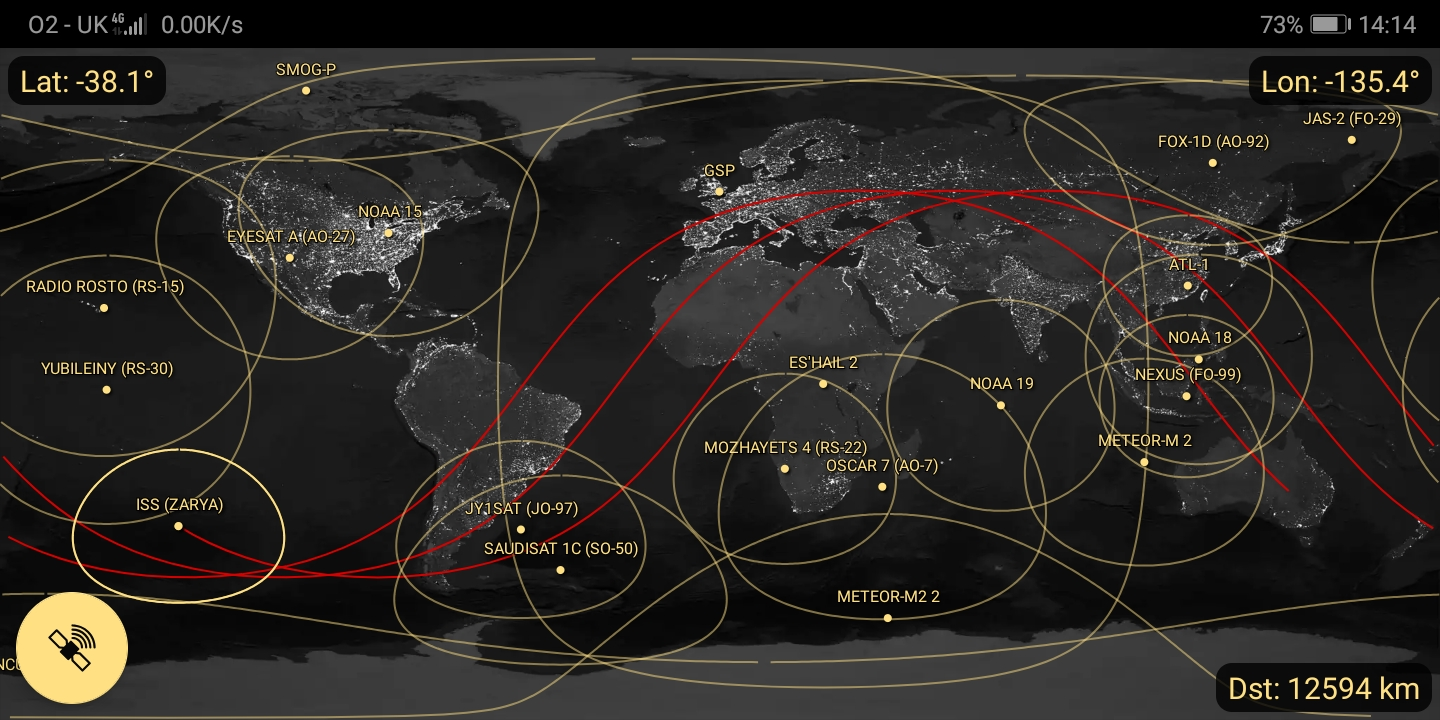 O2 - UK 4G 0.00K/s 73% 14:14
Lat: -38.1°
Lon: -135.4°
SMOG-P
JAS-2 (FO-29)
FOX-1D (AO-92)
GSP
NOAA 15
EYESAT A (AO-27)
ATL-1
RADIO ROSTO (RS-15)
NOAA 18
ES'HAIL 2
YUBILEINY (RS-30)
NEXUS (FO-99)
NOAA 19
METEOR-M 2
MOZHAYETS 4 (RS-22)
OSCAR 7 (AO-7)
ISS (ZARYA)
JY1SAT (JO-97)
SAUDISAT 1C (SO-50)
METEOR-M2 2
Dst: 12594 km